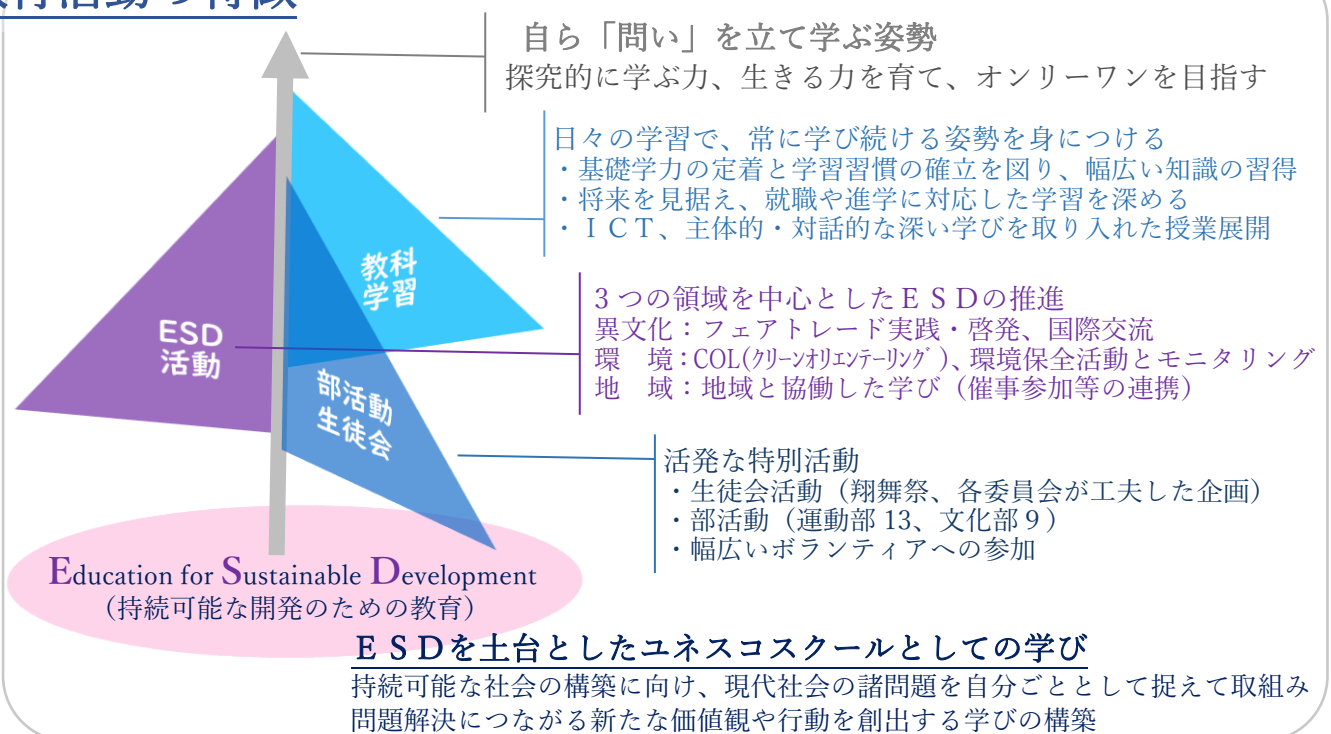 活動の特徴
自ら「問い」を立て学ぶ姿勢
探究的に学ぶ力、生きる力を育て、オンリーワンを目指す
日々の学習で、常に学び続ける姿勢を身につける
・基礎学力の定着と学習習慣の確立を図り、幅広い知識の習得
・将来を見据え、就職や進学に対応した学習を深める
・ＩＣＴ、主体的・対話的な深い学びを取り入れた授業展開
教科
学習
3つの領域を中心としたＥＳＤの推進
異文化：フェアトレード実践・啓発、国際交流
環　境：COL(ｸﾘｰﾝｵﾘｴﾝﾃｰﾘﾝｸﾞ)、環境保全活動とモニタリング
地　域：地域と協働した学び（催事参加等の連携）
ESD
活動
部活動
生徒会
活発な特別活動
・生徒会活動（翔舞祭、各委員会が工夫した企画）
・部活動（運動部 13、文化部 9）
・幅広いボランティアへの参加
Education for Sustainable Development
（持続可能な開発のための教育）
ＥＳＤを土台としたユネスコスクールとしての学び
持続可能な社会の構築に向け、現代社会の諸問題を自分ごととして捉えて取組み
問題解決につながる新たな価値観や行動を創出する学びの構築